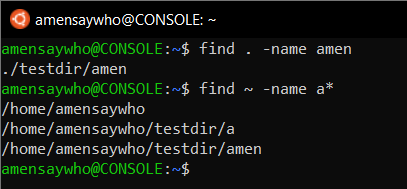 amensaywho@CONSOLE: ~
amensaywho@CONSOLE:~$ find . -name amen
./testdir/amen
amensaywho@CONSOLE:~$ find ~ -name a*
/home/amensaywho
/home/amensaywho/testdir/a
/home/amensaywho/testdir/amen
amensaywho@CONSOLE:~$